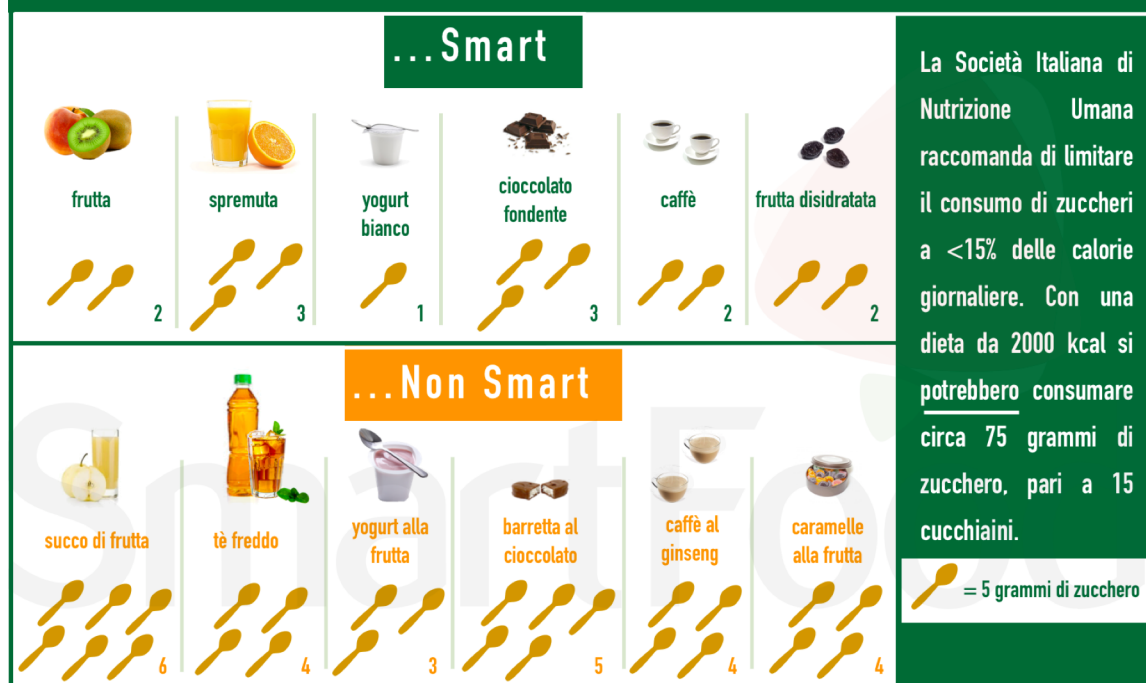 ...Smart
frutta
spremuta
yogurt
bianco
cioccolato
fondente
caffè
frutta disidratata
2
3
1
3
2
2
...Non Smart
succo di frutta
tè freddo
yogurt alla
frutta
barretta al
cioccolato
caffè al
ginseng
caramelle
alla frutta
6
4
3
5
4
4
La Società Italiana di
Nutrizione Umana
raccomanda di limitare
il consumo di zuccheri
a <15% delle calorie
giornaliere. Con una
dieta da 2000 kcal si
potrebbero consumare
circa 75 grammi di
zucchero, pari a 15
cucchiaini.
= 5 grammi di zucchero
SmartFood